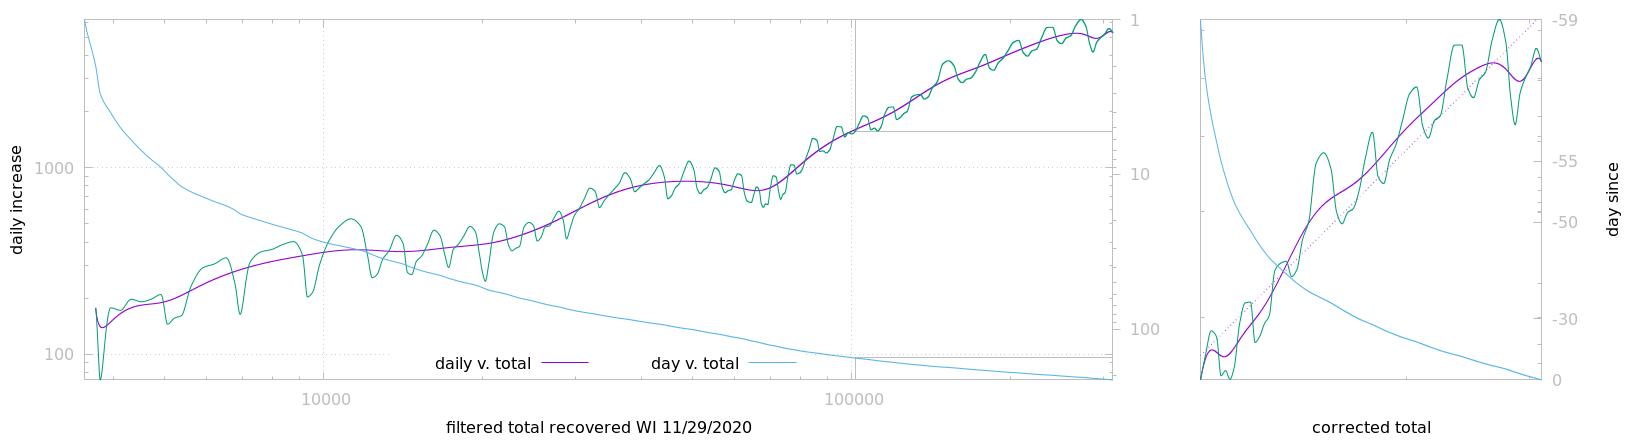 daily increase
1000
100
daily v. total
day v. total
10000
100000
filtered total recovered WI 11/29/2020
1
10
100
-59
-55
-50
-30
0
day since
corrected total